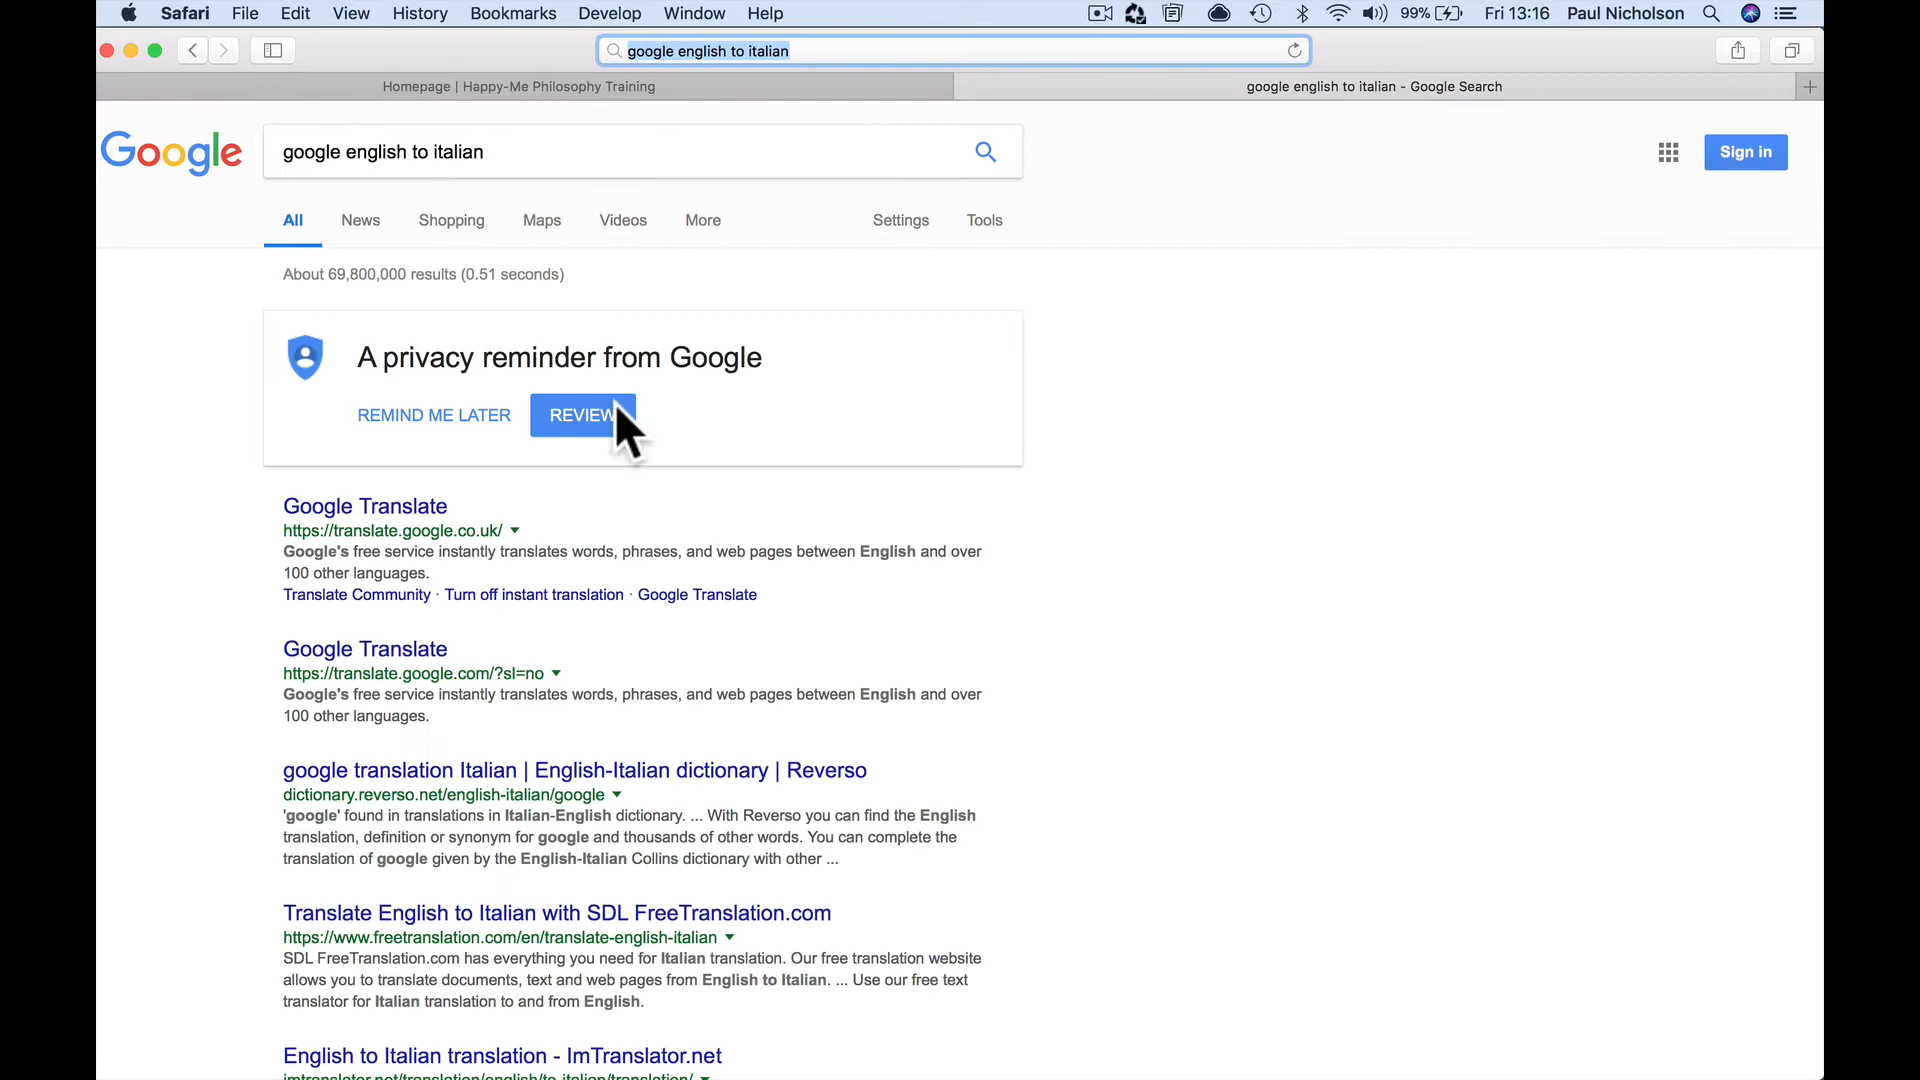 Safari File Edit View History Bookmarks Develop Window Help 99% Fri 13:16 Paul Nicholson
google english to italian
Homepage | Happy-Me Philosophy Training
google english to italian - Google Search
Google
google english to italian
Sign in
All News Shopping Maps Videos More Settings Tools
About 69,800,000 results (0.51 seconds)
A privacy reminder from Google
REMIND ME LATER REVIEW
Google Translate
https://translate.google.co.uk/
Google's free service instantly translates words, phrases, and web pages between English and over
100 other languages.
Translate Community · Turn off instant translation · Google Translate
Google Translate
https://translate.google.com/?sl=no
Google's free service instantly translates words, phrases, and web pages between English and over
100 other languages.
google translation Italian | English-Italian dictionary | Reverso
dictionary.reverso.net/english-italian/google
'google' found in translations in Italian-English dictionary. ... With Reverso you can find the English
translation, definition or synonym for google and thousands of other words. You can complete the
translation of google given by the English-Italian Collins dictionary with other ...
Translate English to Italian with SDL FreeTranslation.com
https://www.freetranslation.com/en/translate-english-italian
SDL FreeTranslation.com has everything you need for Italian translation. Our free translation website
allows you to translate documents, text and web pages from English to Italian. ... Use our free text
translator for Italian translation to and from English.
English to Italian translation - ImTranslator.net
imtranslator.net/translation/english/to-italian/translation/